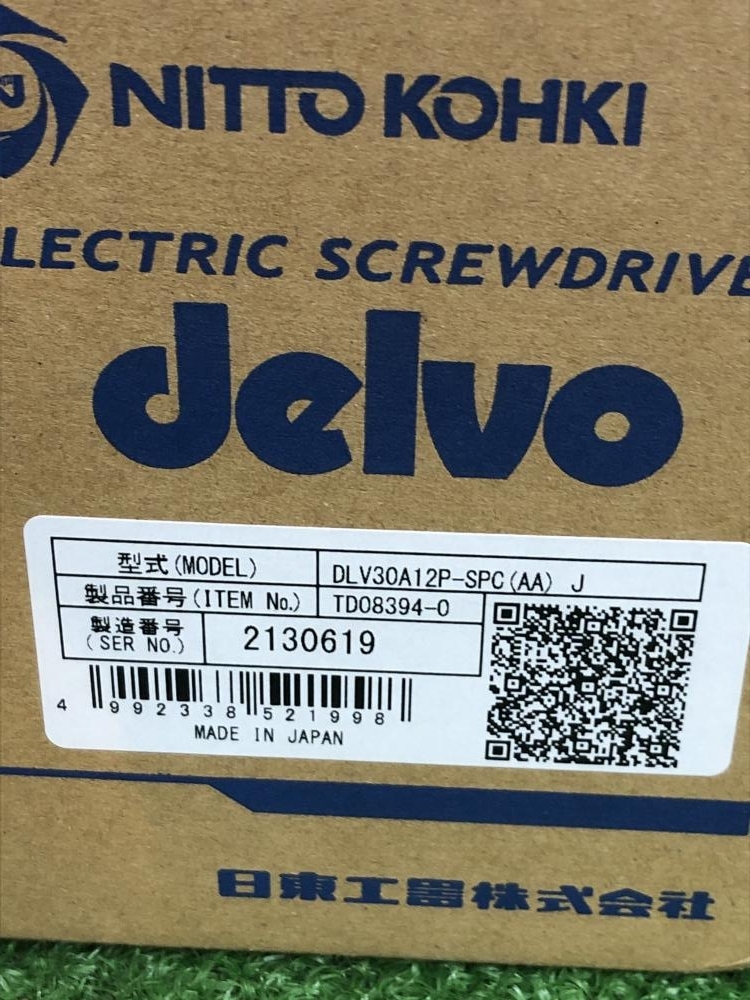 NITTO KOHKI
LECTRIC SCREWDRIVE
delvo
型式(MODEL) DLV30A12P-SPC(AA) J
製品番号(ITEM No.) TD08394-0
製造番号
(SER NO.) 2130619
4 992338 521998
MADE IN JAPAN
日東工器株式会社